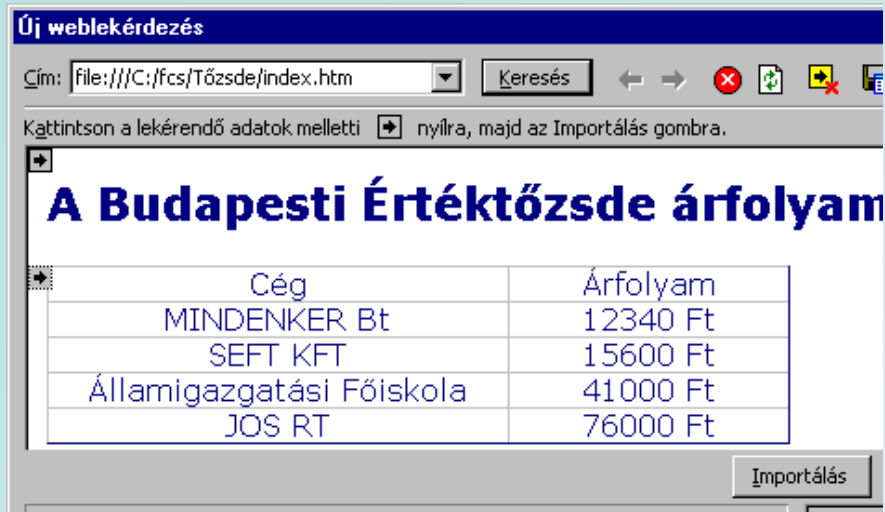 Új weblekérdezés
Cím: file:///C:/fcs/Tőzsde/index.htm Keresés
Kattintson a lekérendő adatok melletti nyílra, majd az Importálás gombra.
A Budapesti Értéktőzsde árfolyam
Cég Árfolyam
MINDENKER Bt 12340 Ft
SEFT KFT 15600 Ft
Államigazgatási Főiskola 41000 Ft
JOS RT 76000 Ft
Importálás